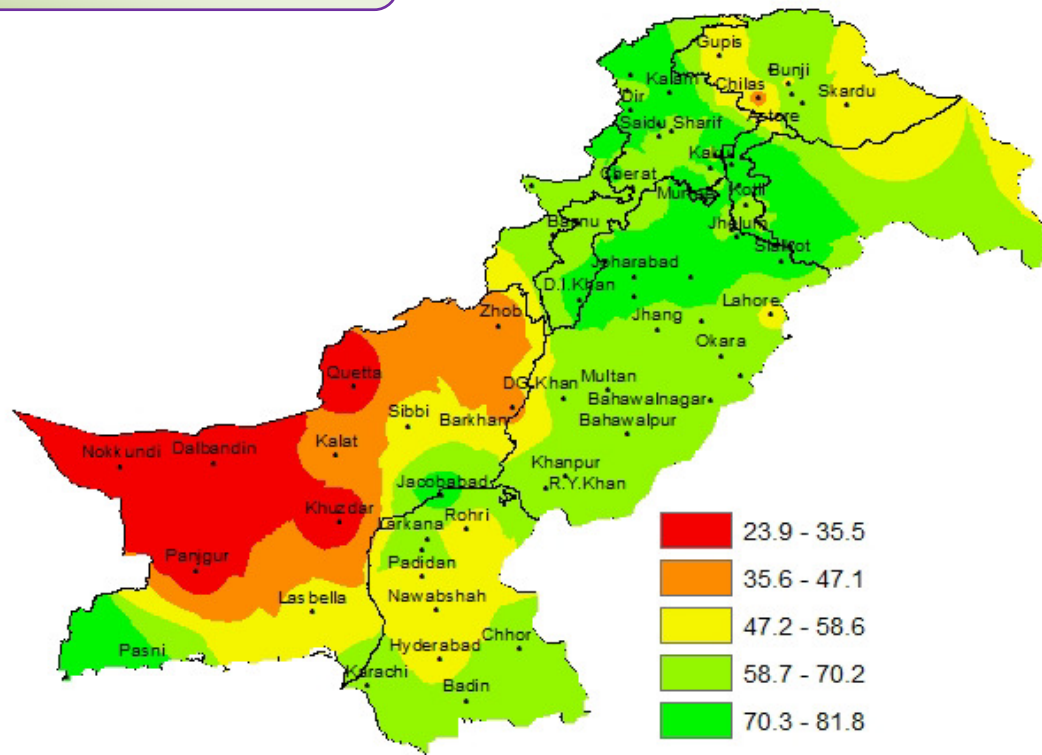 Gupis
Bunji
Kalam
Chilas
Skardu
Dir
Astore
Saidu Sharif
Cherat
Kotli
Jhelum
Bannu
Sialkot
Joharabad
D.I.Khan
Lahore
Zhob
Jhang
Okara
Quetta
DG.Khan
Multan
Bahawalnagar
Sibbi
Barkhan
Bahawalpur
Nokkundi
Dalbandin
Kalat
Khanpur
Jacobabad
R.Y.Khan
Khuzdar
Rohri
23.9 - 35.5
Panjgur
Padidan
35.6 - 47.1
Lasbella
Nawabshah
47.2 - 58.6
Pasni
Hyderabad
Chhor
58.7 - 70.2
Karachi
Badin
70.3 - 81.8